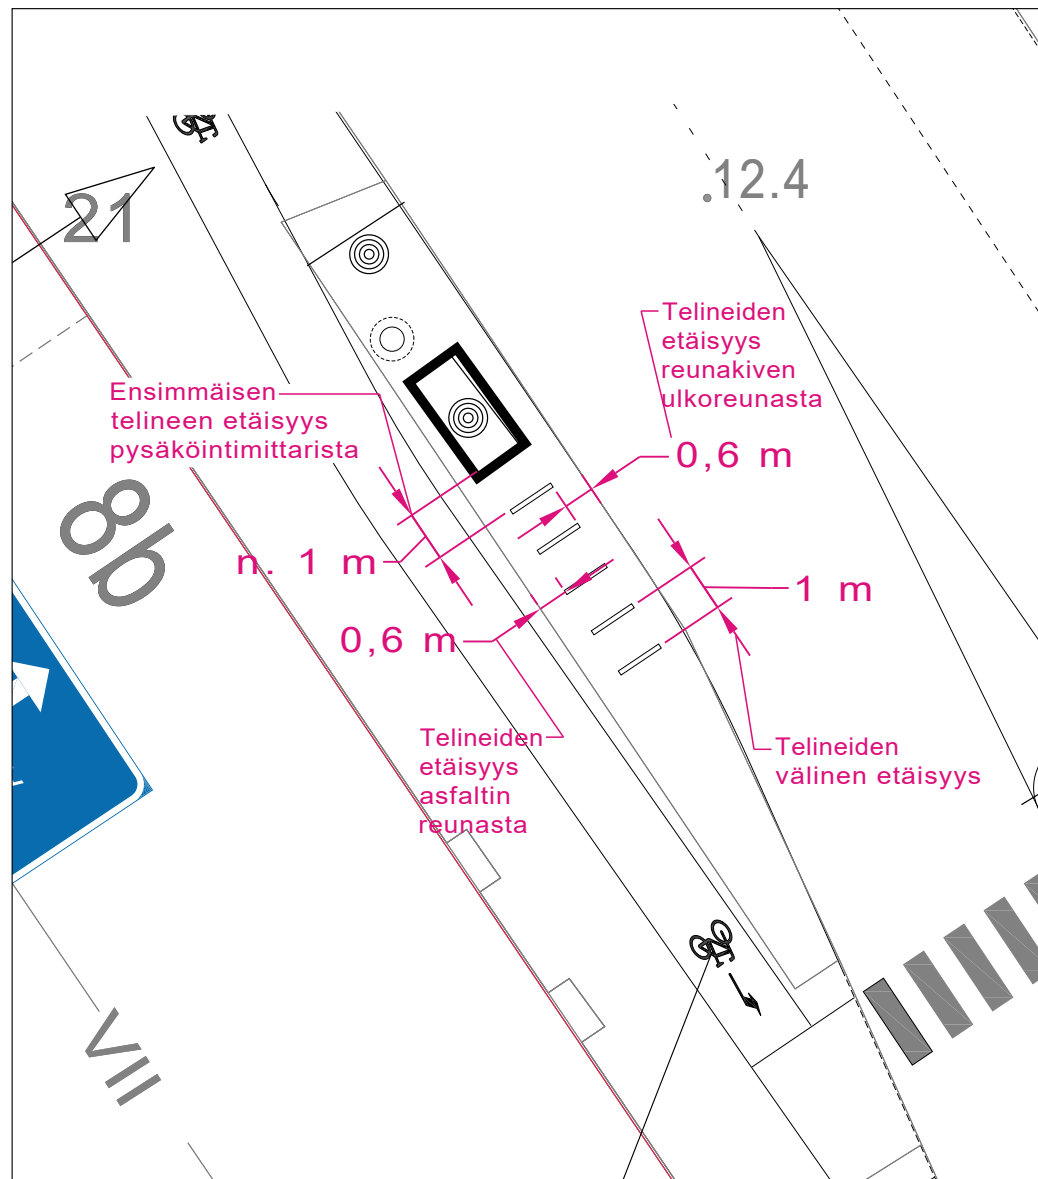 21
12.4
Telineiden
etäisyys
reunakiven
ulkoreunasta
0,6 m
Ensimmäisen
telineen etäisyys
pysäköintimittarista
8b
n. 1 m
1 m
0,6 m
Telineiden
etäisyys
asfaltin
reunasta
Telineiden
välinen etäisyys
VII